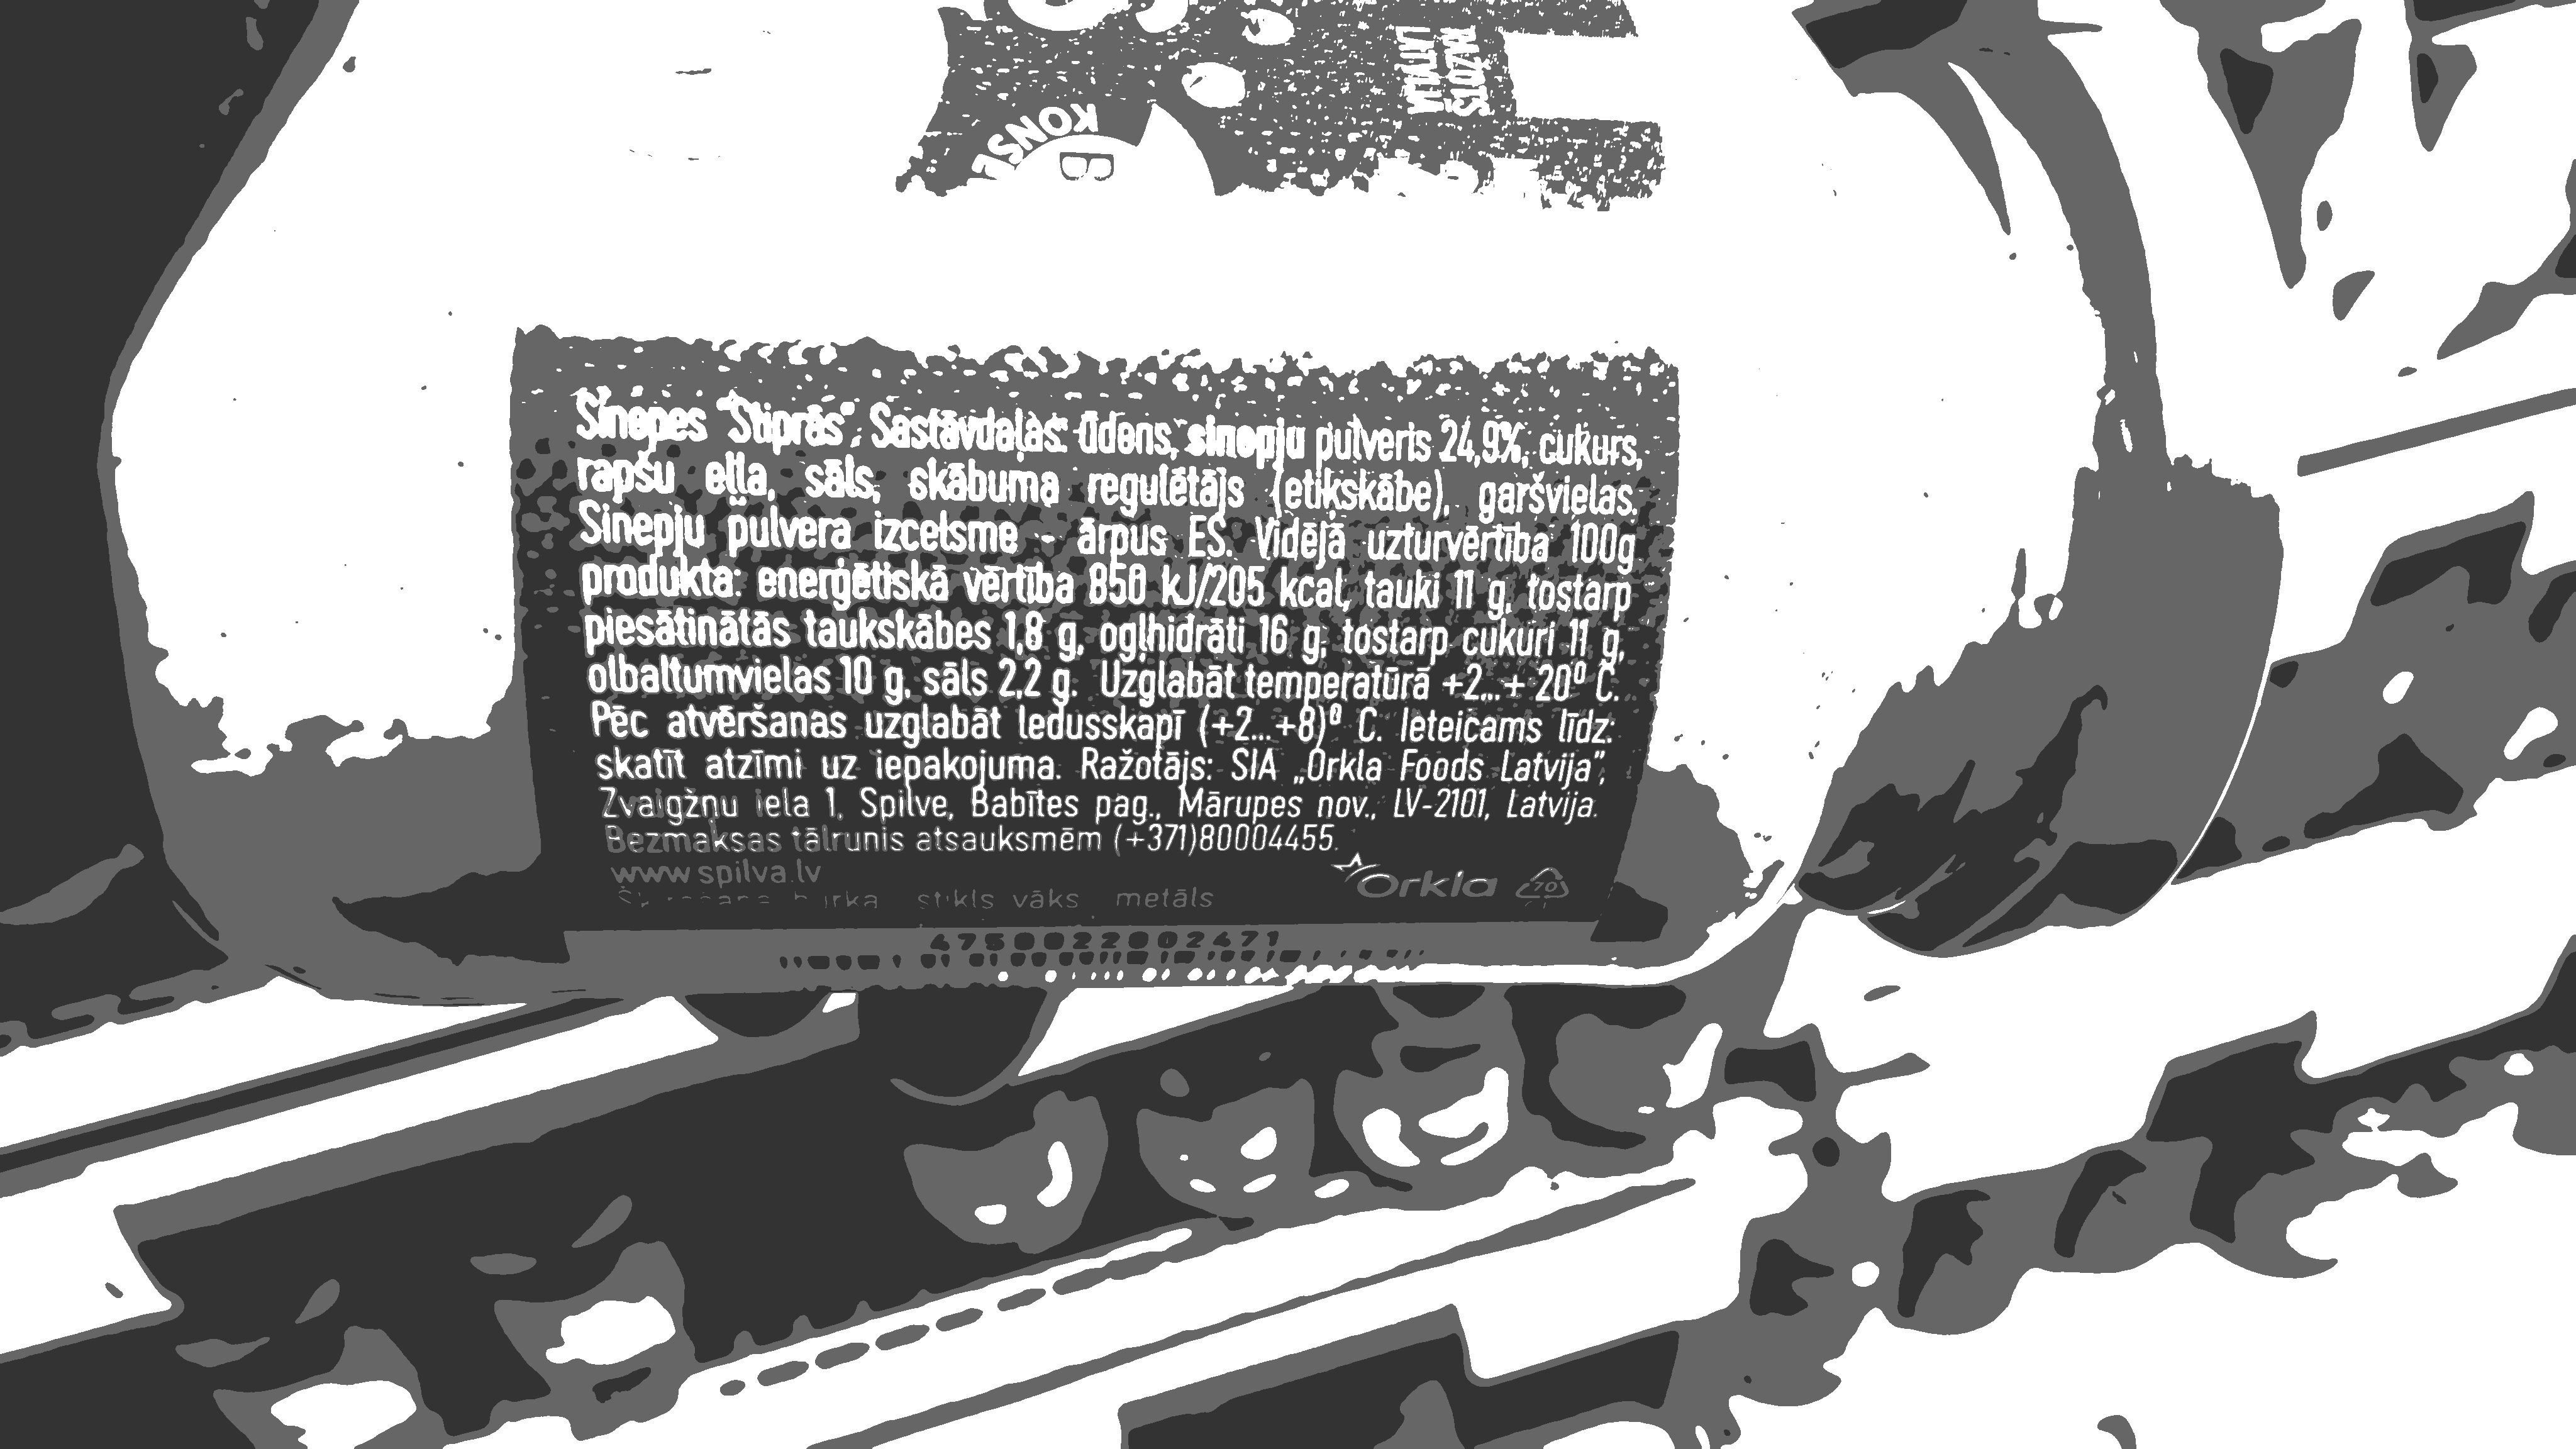 RAŽOTS
LATVIJĀ
KONSE
B
Sinepes "Stiprās". Sastāvdaļas: ūdens, sinepju pulveris 24,9%, cukurs,
rapšu eļļa, sāls, skābuma regulētājs (etiķskābe), garšvielas.
Sinepju pulvera izcelsme - ārpus ES. Vidējā uzturvērtība 100g
produkta: enerģētiskā vērtība 850 kJ/205 kcal, tauki 11 g, tostarp
piesātinātās taukskābes 1,8 g, ogļhidrāti 16 g, tostarp cukuri 11 g,
olbaltumvielas 10 g, sāls 2,2 g. Uzglabāt temperatūrā +2...+ 20⁰ C.
Pēc atvēršanas uzglabāt ledusskapī (+2...+8)⁰ C. Ieteicams līdz:
skatīt atzīmi uz iepakojuma. Ražotājs: SIA „Orkla Foods Latvija”,
Zvaigžņu iela 1, Spilve, Babītes pag., Mārupes nov., LV-2101, Latvija.
Bezmaksas tālrunis atsauksmēm (+371)80004455.
www.spilva.lv
Orkla 70
stikls vāks metāls
4750022002471